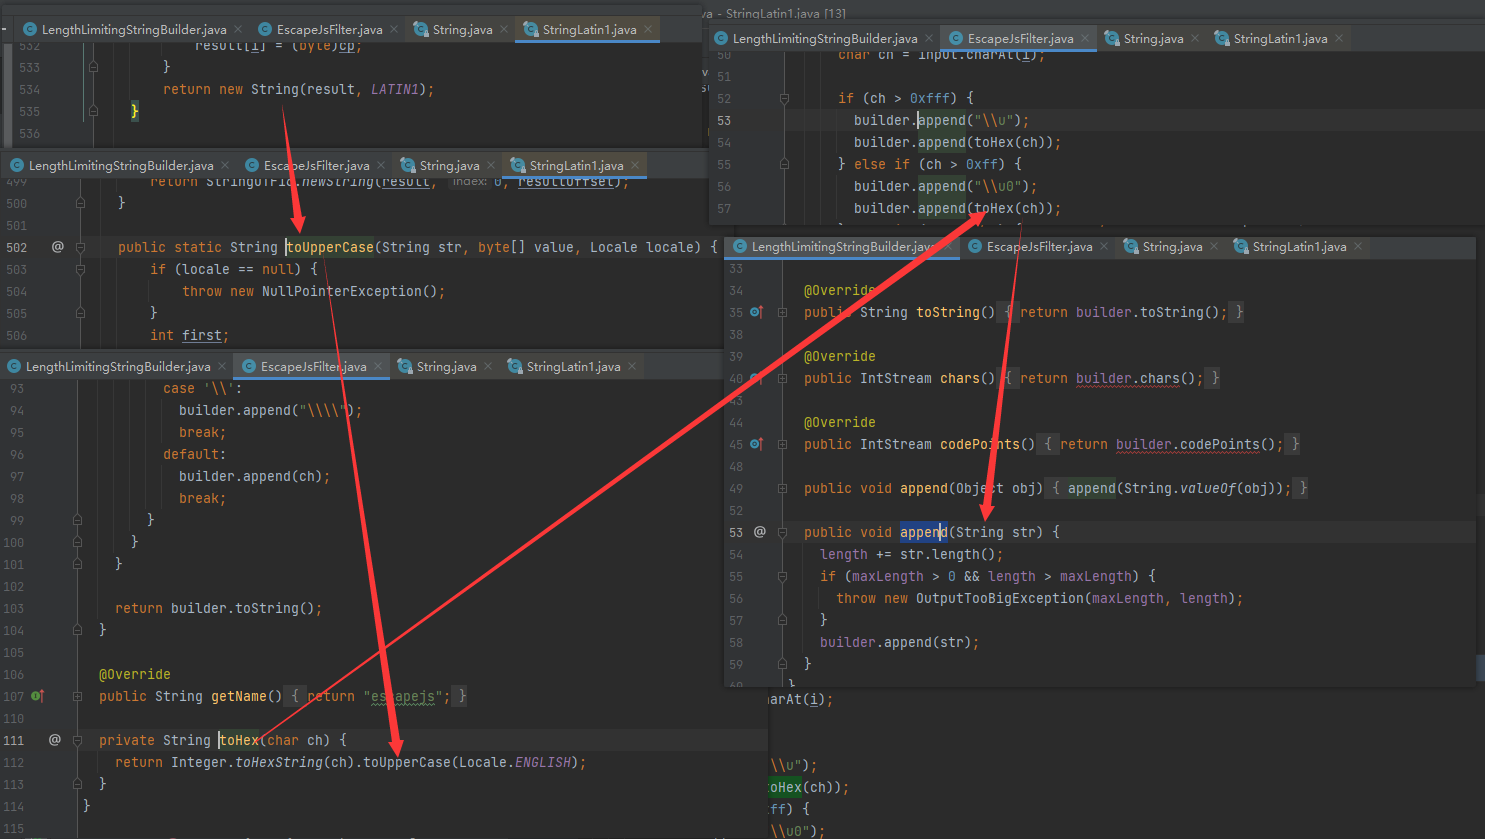 va - StringLatin1.java [13]
LengthLimitingStringBuilder.java × EscapeJsFilter.java × String.java × StringLatin1.java ×
532 result[i] = (byte)cp;
533 }
534 return new String(result, LATIN1);
535 }
536
LengthLimitingStringBuilder.java × EscapeJsFilter.java × String.java × StringLatin1.java ×
499 return StringUTF16.newString(result, index: 0, resultOffset);
500 }
501
502 @ public static String toUpperCase(String str, byte[] value, Locale locale) {
503 if (locale == null) {
504 throw new NullPointerException();
505 }
506 int first;
LengthLimitingStringBuilder.java × EscapeJsFilter.java × String.java × StringLatin1.java ×
93 case '\\':
94 builder.append("\\\\");
95 break;
96 default:
97 builder.append(ch);
98 break;
99 }
100 }
101 }
102
103 return builder.toString();
104 }
105
106 @Override
107 public String getName() { return "escapejs"; }
110
111 @ private String toHex(char ch) {
112 return Integer.toHexString(ch).toUpperCase(Locale.ENGLISH);
113 }
114 }
115
LengthLimitingStringBuilder.java × EscapeJsFilter.java × String.java × StringLatin1.java ×
50 char ch = input.charAt(i);
51
52 if (ch > 0xfff) {
53 builder.append("\\u");
54 builder.append(toHex(ch));
55 } else if (ch > 0xff) {
56 builder.append("\\u0");
57 builder.append(toHex(ch));
LengthLimitingStringBuilder.java × EscapeJsFilter.java × String.java × StringLatin1.java ×
33
34 @Override
35 public String toString() { return builder.toString(); }
38
39 @Override
40 public IntStream chars() { return builder.chars(); }
43
44 @Override
45 public IntStream codePoints() { return builder.codePoints(); }
48
49 public void append(Object obj) { append(String.valueOf(obj)); }
52
53 @ public void append(String str) {
54 length += str.length();
55 if (maxLength > 0 && length > maxLength) {
56 throw new OutputTooBigException(maxLength, length);
57 }
58 builder.append(str);
59 }
60 }
arAt(i);
\\u");
toHex(ch));
ff) {
\\u0");